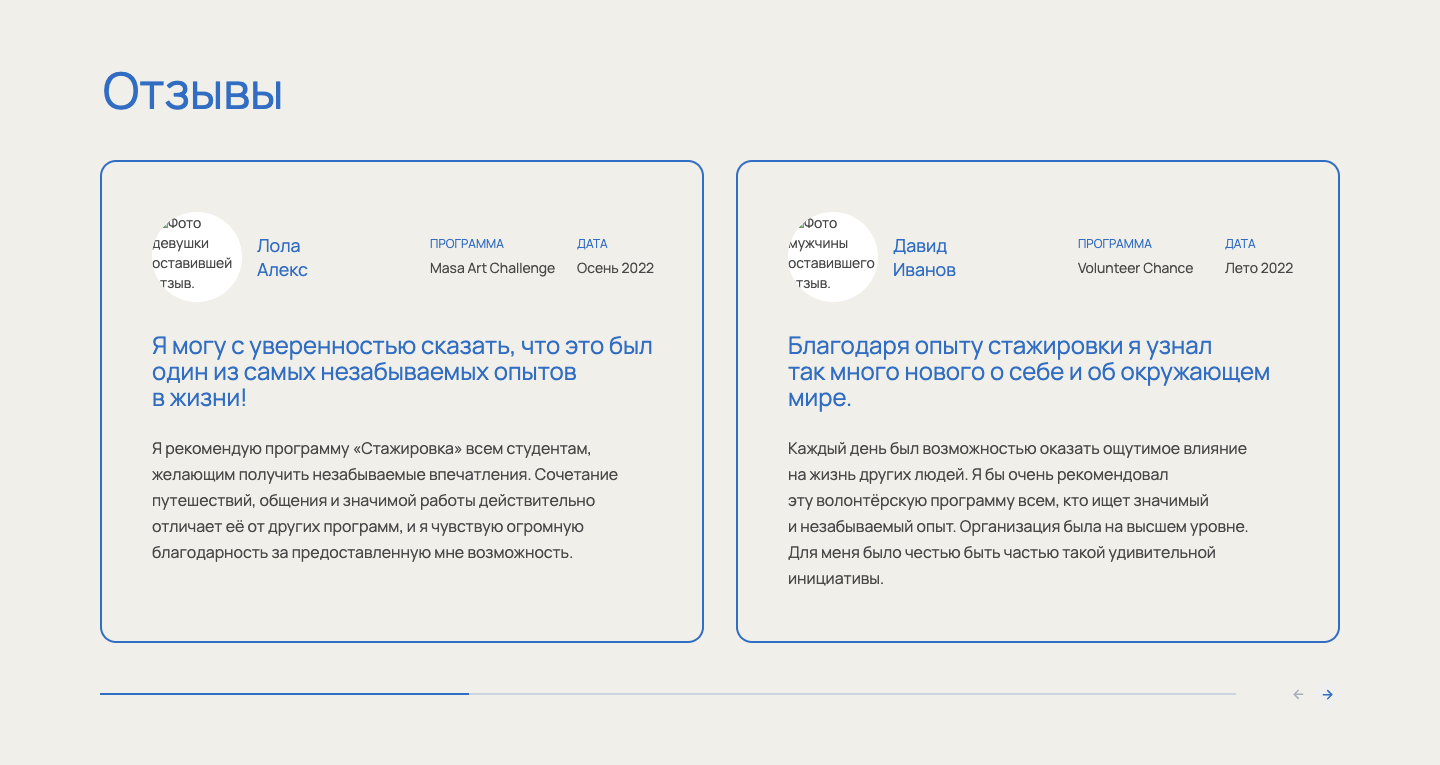 Отзывы
Фото
девушки
оставившей
тзыв.
Лола
Алекс
ПРОГРАММА
Masa Art Challenge
ДАТА
Осень 2022
Я могу с уверенностью сказать, что это был
один из самых незабываемых опытов
в жизни!
Я рекомендую программу «Стажировка» всем студентам,
желающим получить незабываемые впечатления. Сочетание
путешествий, общения и значимой работы действительно
отличает её от других программ, и я чувствую огромную
благодарность за предоставленную мне возможность.
Фото
мужчины
оставившего
тзыв.
Давид
Иванов
ПРОГРАММА
Volunteer Chance
ДАТА
Лето 2022
Благодаря опыту стажировки я узнал
так много нового о себе и об окружающем
мире.
Каждый день был возможностью оказать ощутимое влияние
на жизнь других людей. Я бы очень рекомендовал
эту волонтёрскую программу всем, кто ищет значимый
и незабываемый опыт. Организация была на высшем уровне.
Для меня было честью быть частью такой удивительной
инициативы.